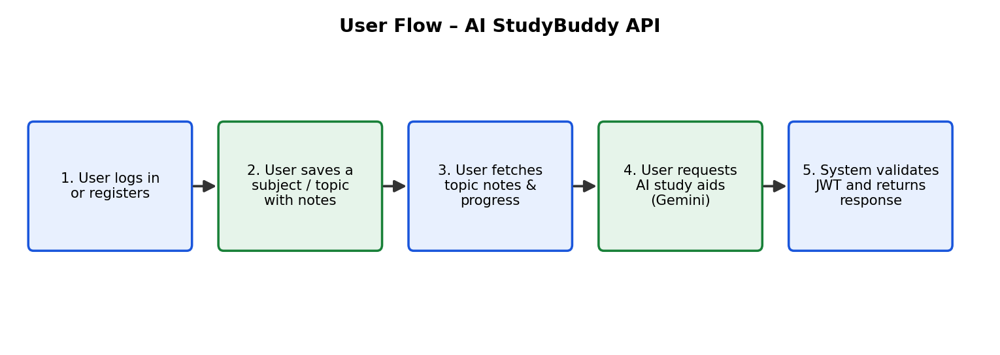 User Flow – AI StudyBuddy API
1. User logs in
or registers
2. User saves a
subject / topic
with notes
3. User fetches
topic notes &
progress
4. User requests
AI study aids
(Gemini)
5. System validates
JWT and returns
response